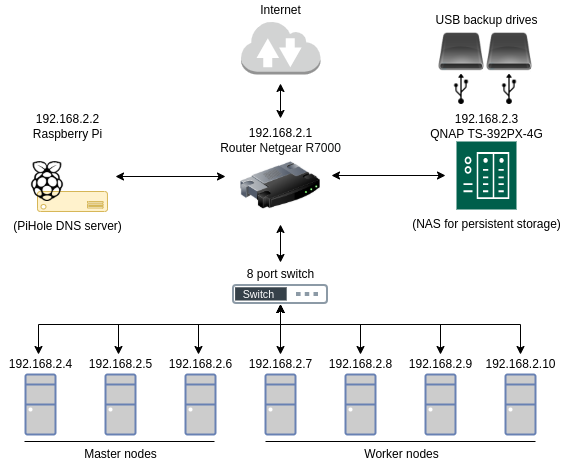 Internet
USB backup drives
192.168.2.2
Raspberry Pi
192.168.2.1
Router Netgear R7000
192.168.2.3
QNAP TS-392PX-4G
(PiHole DNS server)
(NAS for persistent storage)
8 port switch
Switch
192.168.2.4
192.168.2.5
192.168.2.6
192.168.2.7
192.168.2.8
192.168.2.9
192.168.2.10
Master nodes
Worker nodes